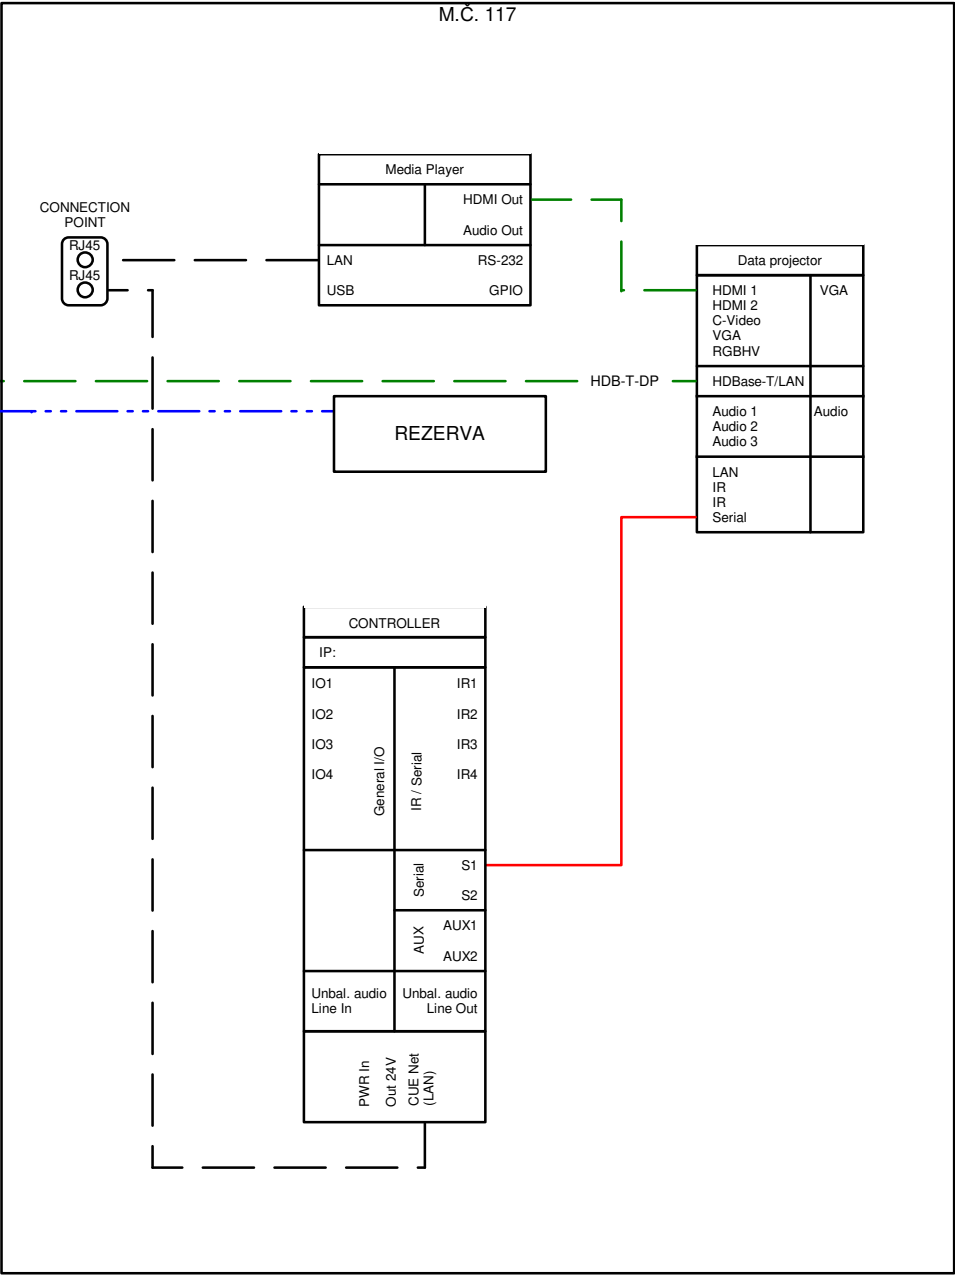 M.Č. 117
Media Player
HDMI Out
Audio Out
LAN
RS-232
USB
GPIO
CONNECTION
POINT
RJ45
RJ45
Data projector
HDMI 1
VGA
HDMI 2
C-Video
VGA
RGBHV
HDB-T-DP
HDBase-T/LAN
Audio 1
Audio
Audio 2
Audio 3
LAN
IR
IR
Serial
REZERVA
CONTROLLER
IP:
IO1
IR1
IO2
IR2
IO3
IR3
IO4
IR4
General I/O
IR / Serial
Serial
S1
S2
AUX
AUX1
AUX2
Unbal. audio
Line In
Unbal. audio
Line Out
PWR In
Out 24V
CUE Net
(LAN)